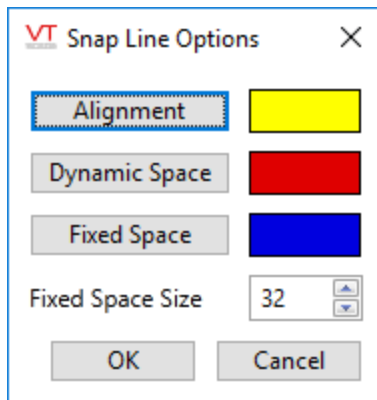 VT Snap Line Options
Alignment
Dynamic Space
Fixed Space
Fixed Space Size 32
OK Cancel